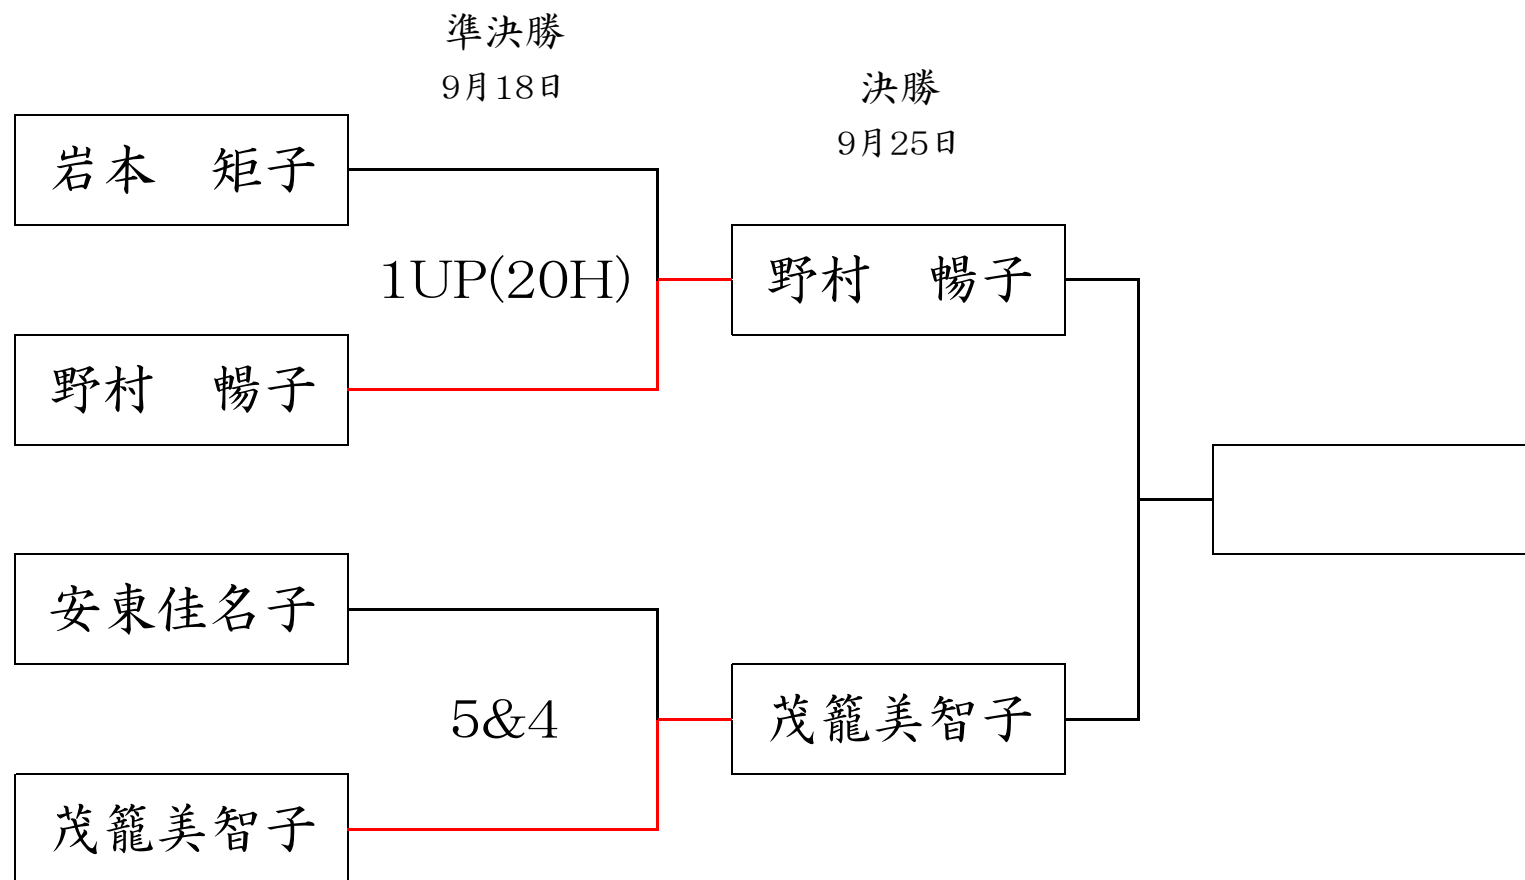 準決勝
9月18日
決勝
9月25日
岩本　矩子
1UP(20H)
野村　暢子
野村　暢子
安東佳名子
5&4
茂籠美智子
茂籠美智子